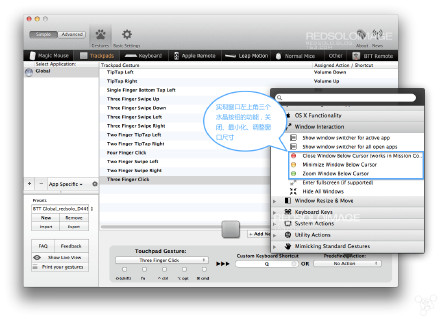 Simple
Advanced
Gestures
Basic Settings
REDSOLO IMAGE
About
News
Magic Mouse
Trackpads
Keyboard
Apple Remote
Leap Motion
Normal Mice
Other
BTT Remote
Select Application:
Global
Trackpad Gesture
Assigned Action / Shortcut
TipTap Left
Volume Down
TipTap Right
Volume Up
Single Finger Bottom Tap Left
Three Finger Swipe Up
Three Finger Swipe Down
Three Finger Swipe Left
Three Finger Swipe Right
Two Finger TipTap Left
Two Finger TipTap Right
Four Finger Click
Two Finger Swipe Left
Two Finger Swipe Right
Three Finger Click
实现窗口左上角三个
水晶按钮的功能：关
闭、最小化、调整窗
口尺寸
OS X Functionality
Window Interaction
Show window switcher for active app
Show window switcher for all open apps
Close Window Below Cursor (works in Mission Co...
Minimize Window Below Cursor
Zoom Window Below Cursor
Enter fullscreen (if supported)
Hide All Windows
Window Resize & Move
Keyboard Keys
System Actions
Utility Actions
Mimicking Standard Gestures
+ − App Specific
Preset:
New
Remove
Import
Export
FAQ
Feedback
Show Live View
Print your gestures
+ Add New
Touchpad Gesture:
Three Finger Click
fn
Custom Keyboard Shortcut
OR
Predefined Action:
No Action